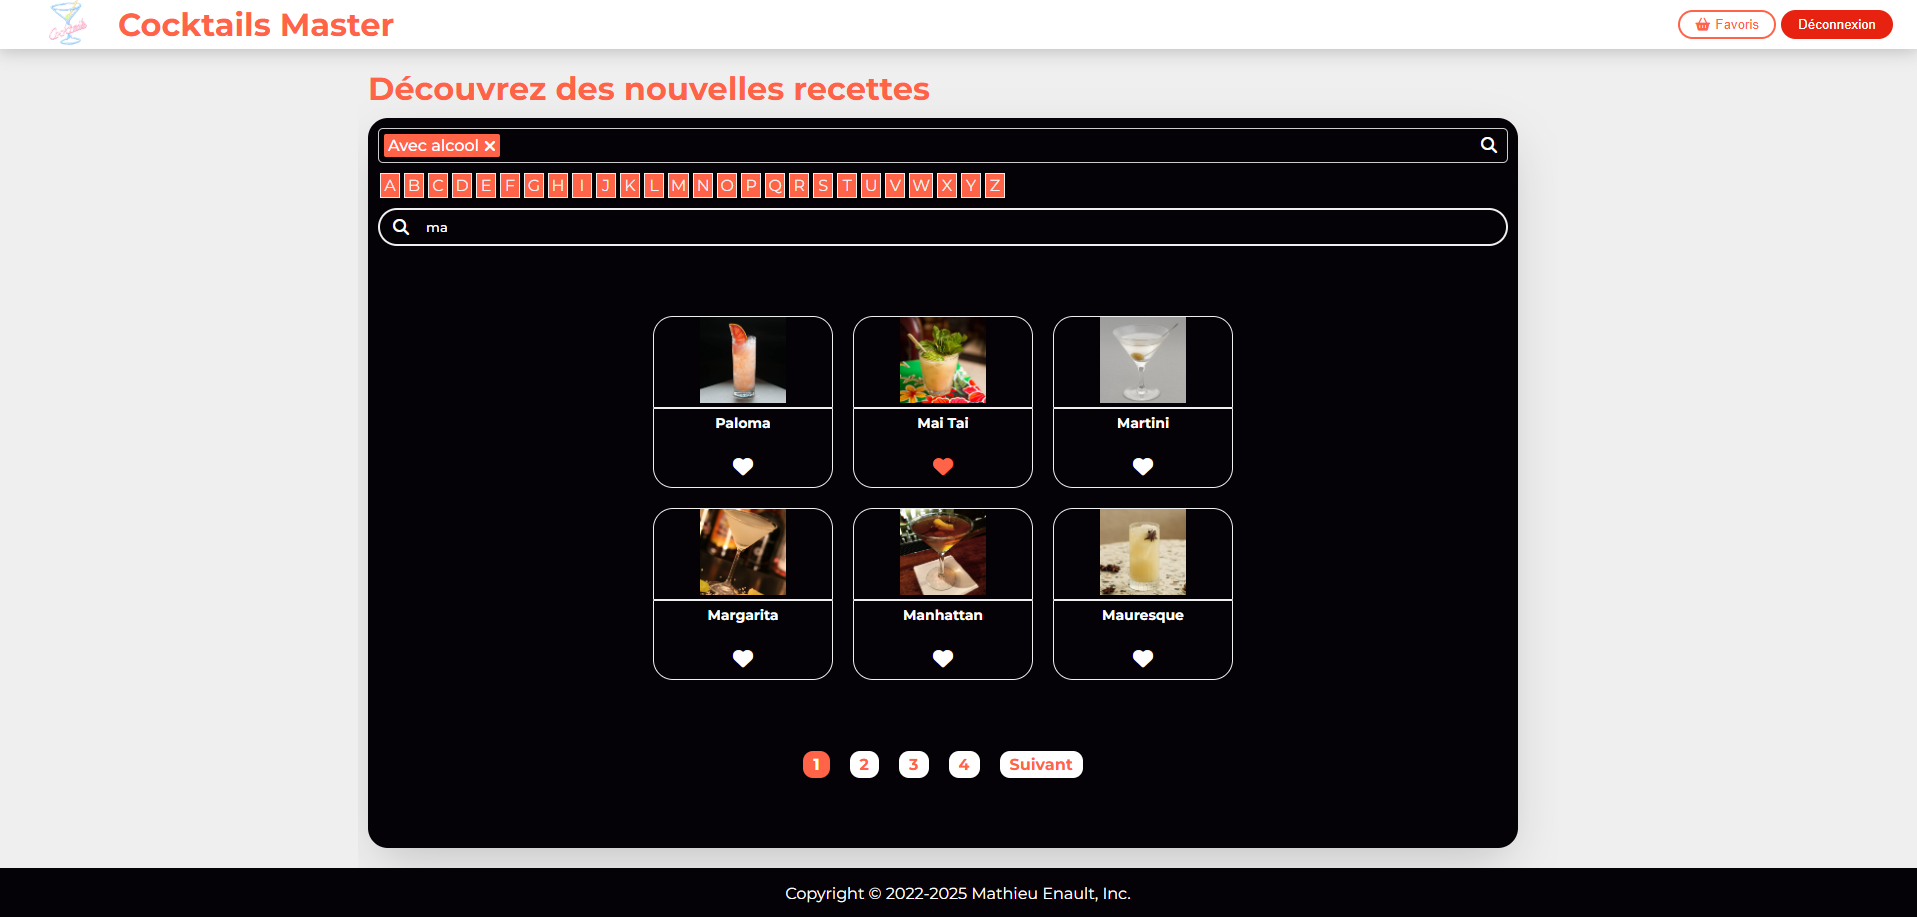 Cocktails
Cocktails Master
Favoris
Déconnexion
Découvrez des nouvelles recettes
Avec alcool
A B C D E F G H I J K L M N O P Q R S T U V W X Y Z
ma
Paloma
Mai Tai
Martini
Margarita
Manhattan
Mauresque
1 2 3 4 Suivant
Copyright © 2022-2025 Mathieu Enault, Inc.